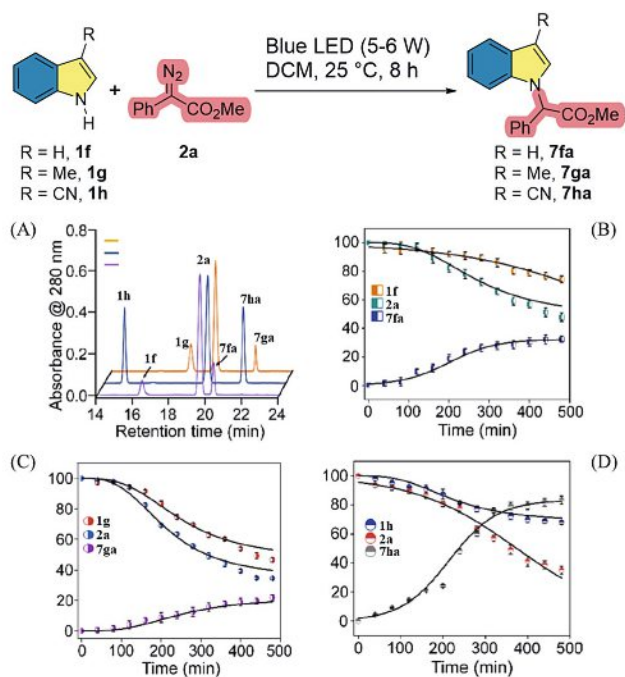 R
N
H
+
N2
Ph
CO2Me
Blue LED (5-6 W)
DCM, 25 °C, 8 h
R
N
CO2Me
Ph
R = H, 1f
R = Me, 1g
R = CN, 1h
2a
R = H, 7fa
R = Me, 7ga
R = CN, 7ha
(A)
Absorbance @ 280 nm
0.8
0.6
0.4
0.2
0.0
1h
1f
1g
2a
7fa
7ha
7ga
14 16 18 20 22 24
Retention time (min)
(B)
100
80
60
40
20
0
1f
2a
7fa
0 100 200 300 400 500
Time (min)
(C)
100
80
60
40
20
0
1g
2a
7ga
0 100 200 300 400 500
Time (min)
(D)
100
80
60
40
20
0
1h
2a
7ha
0 100 200 300 400 500
Time (min)